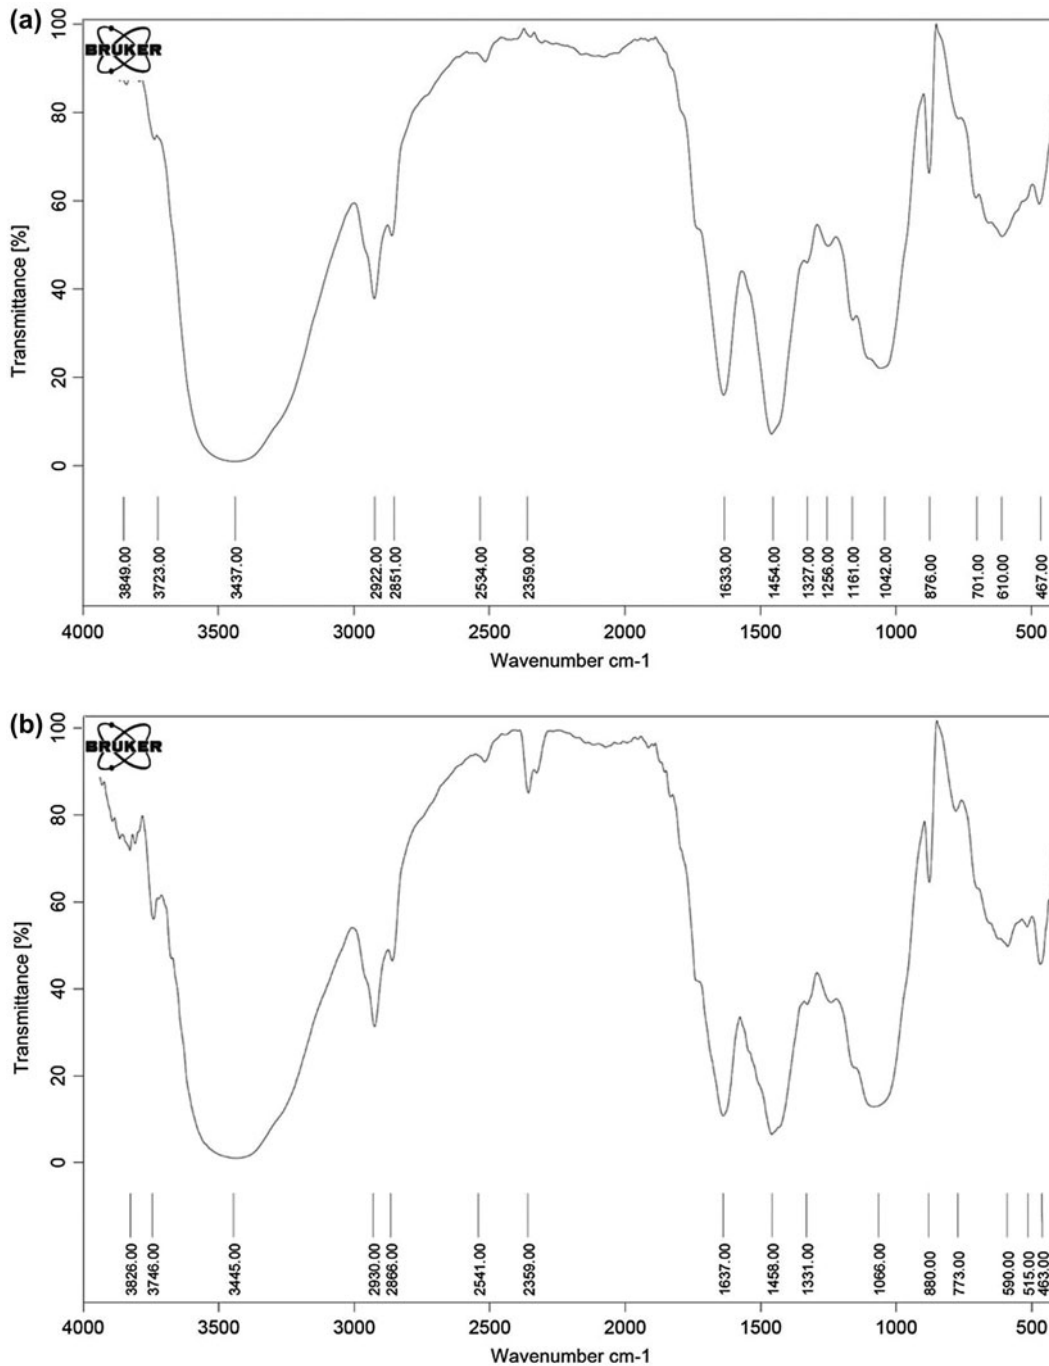 (a)
BRUKER
Transmittance [%]
100
80
60
40
20
0
3849.00 3723.00 3437.00 2922.00 2851.00 2534.00 2359.00 1633.00 1454.00 1327.00 1256.00 1161.00 1042.00 876.00 701.00 610.00 467.00
4000 3500 3000 2500 2000 1500 1000 500
Wavenumber cm-1
(b)
BRUKER
Transmittance [%]
100
80
60
40
20
0
3826.00 3746.00 3445.00 2930.00 2866.00 2541.00 2359.00 1637.00 1458.00 1331.00 1066.00 880.00 773.00 590.00 515.00 463.00
4000 3500 3000 2500 2000 1500 1000 500
Wavenumber cm-1